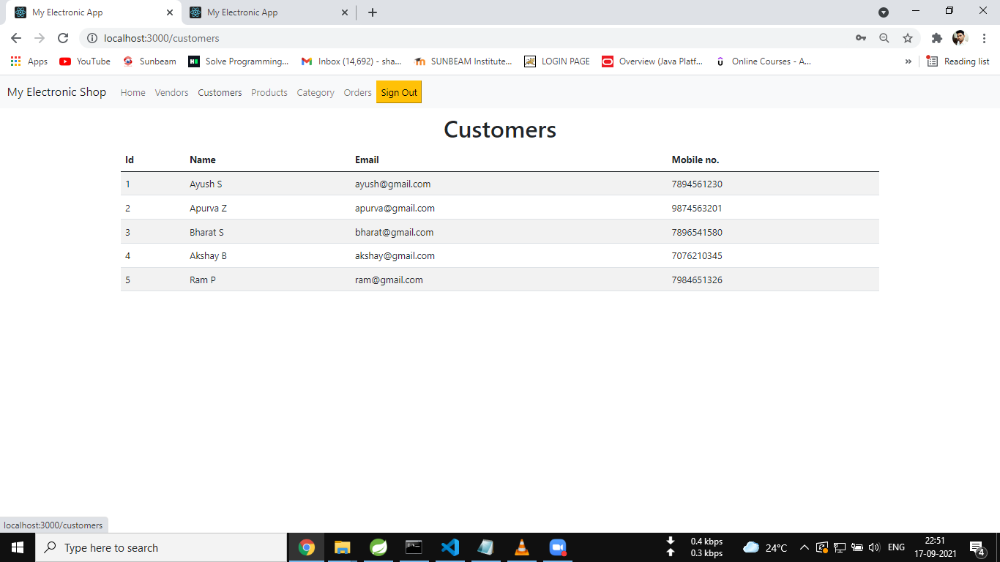 My Electronic App My Electronic App
localhost:3000/customers
Apps YouTube Sunbeam Solve Programming... Inbox (14,692) - sha... SUNBEAM Institute... LOGIN PAGE Overview (Java Platf... Online Courses - A... » Reading list
My Electronic Shop Home Vendors Customers Products Category Orders Sign Out
Customers
Id Name Email Mobile no.
1 Ayush S ayush@gmail.com 7894561230
2 Apurva Z apurva@gmail.com 9874563201
3 Bharat S bharat@gmail.com 7896541580
4 Akshay B akshay@gmail.com 7076210345
5 Ram P ram@gmail.com 7984651326
localhost:3000/customers
Type here to search
0.4 kbps
0.3 kbps
24°C
ENG
22:51
17-09-2021
4